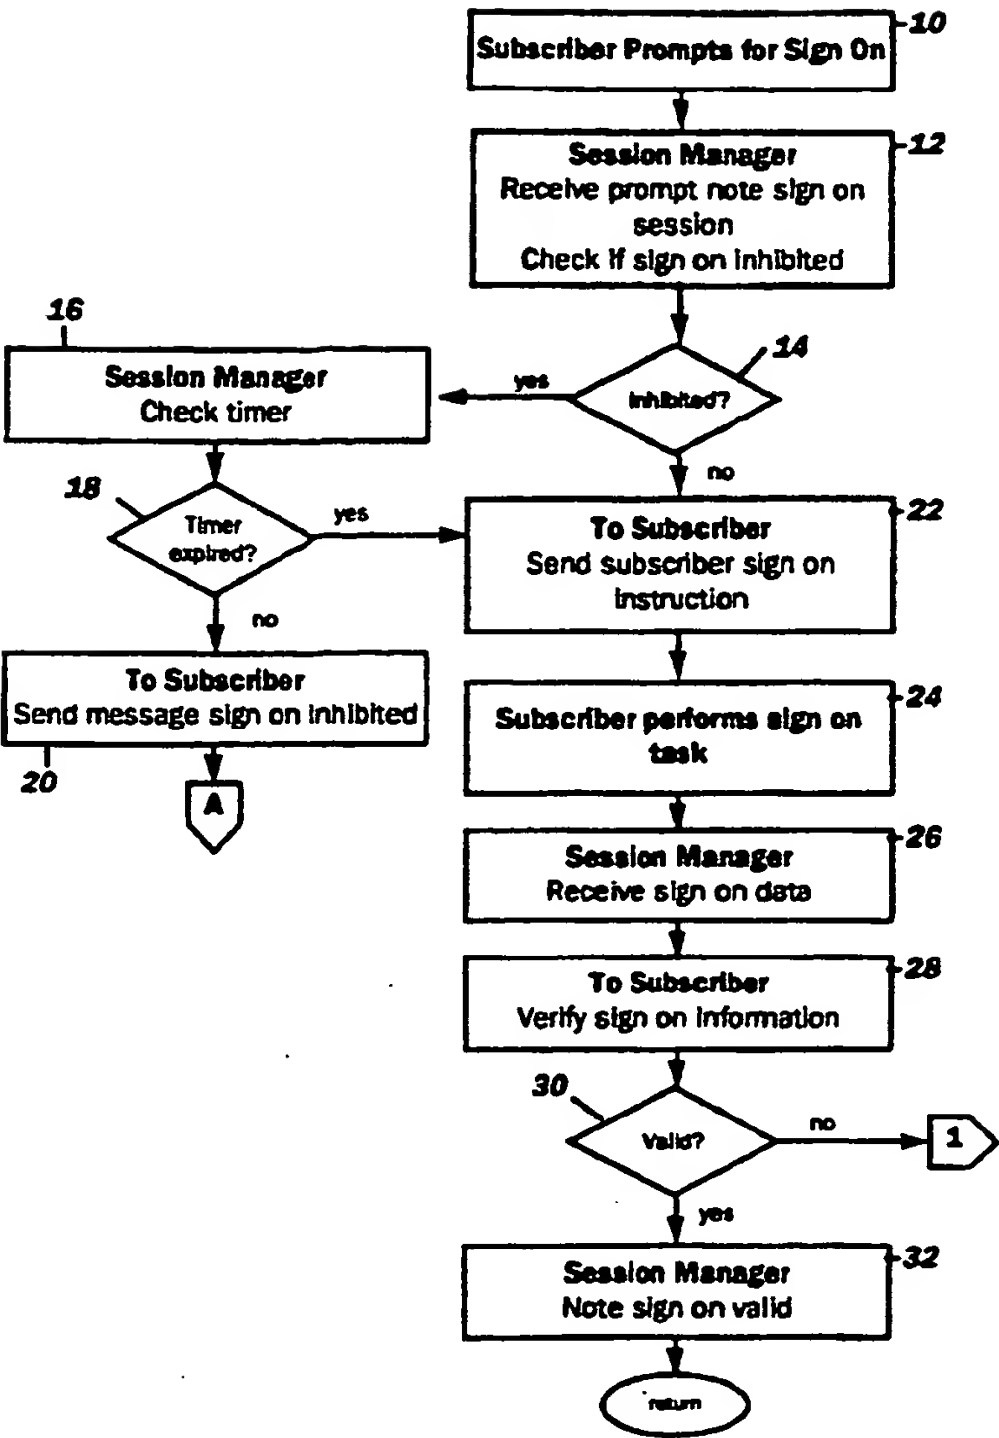 10
Subscriber Prompts for Sign On
12
Session Manager
Receive prompt note sign on
session
Check if sign on inhibited
14
Inhibited?
yes
no
16
Session Manager
Check timer
18
Timer
expired?
yes
no
To Subscriber
Send message sign on inhibited
20
A
22
To Subscriber
Send subscriber sign on
instruction
24
Subscriber performs sign on
task
26
Session Manager
Receive sign on data
28
To Subscriber
Verify sign on information
30
Valid?
no
1
yes
32
Session Manager
Note sign on valid
return